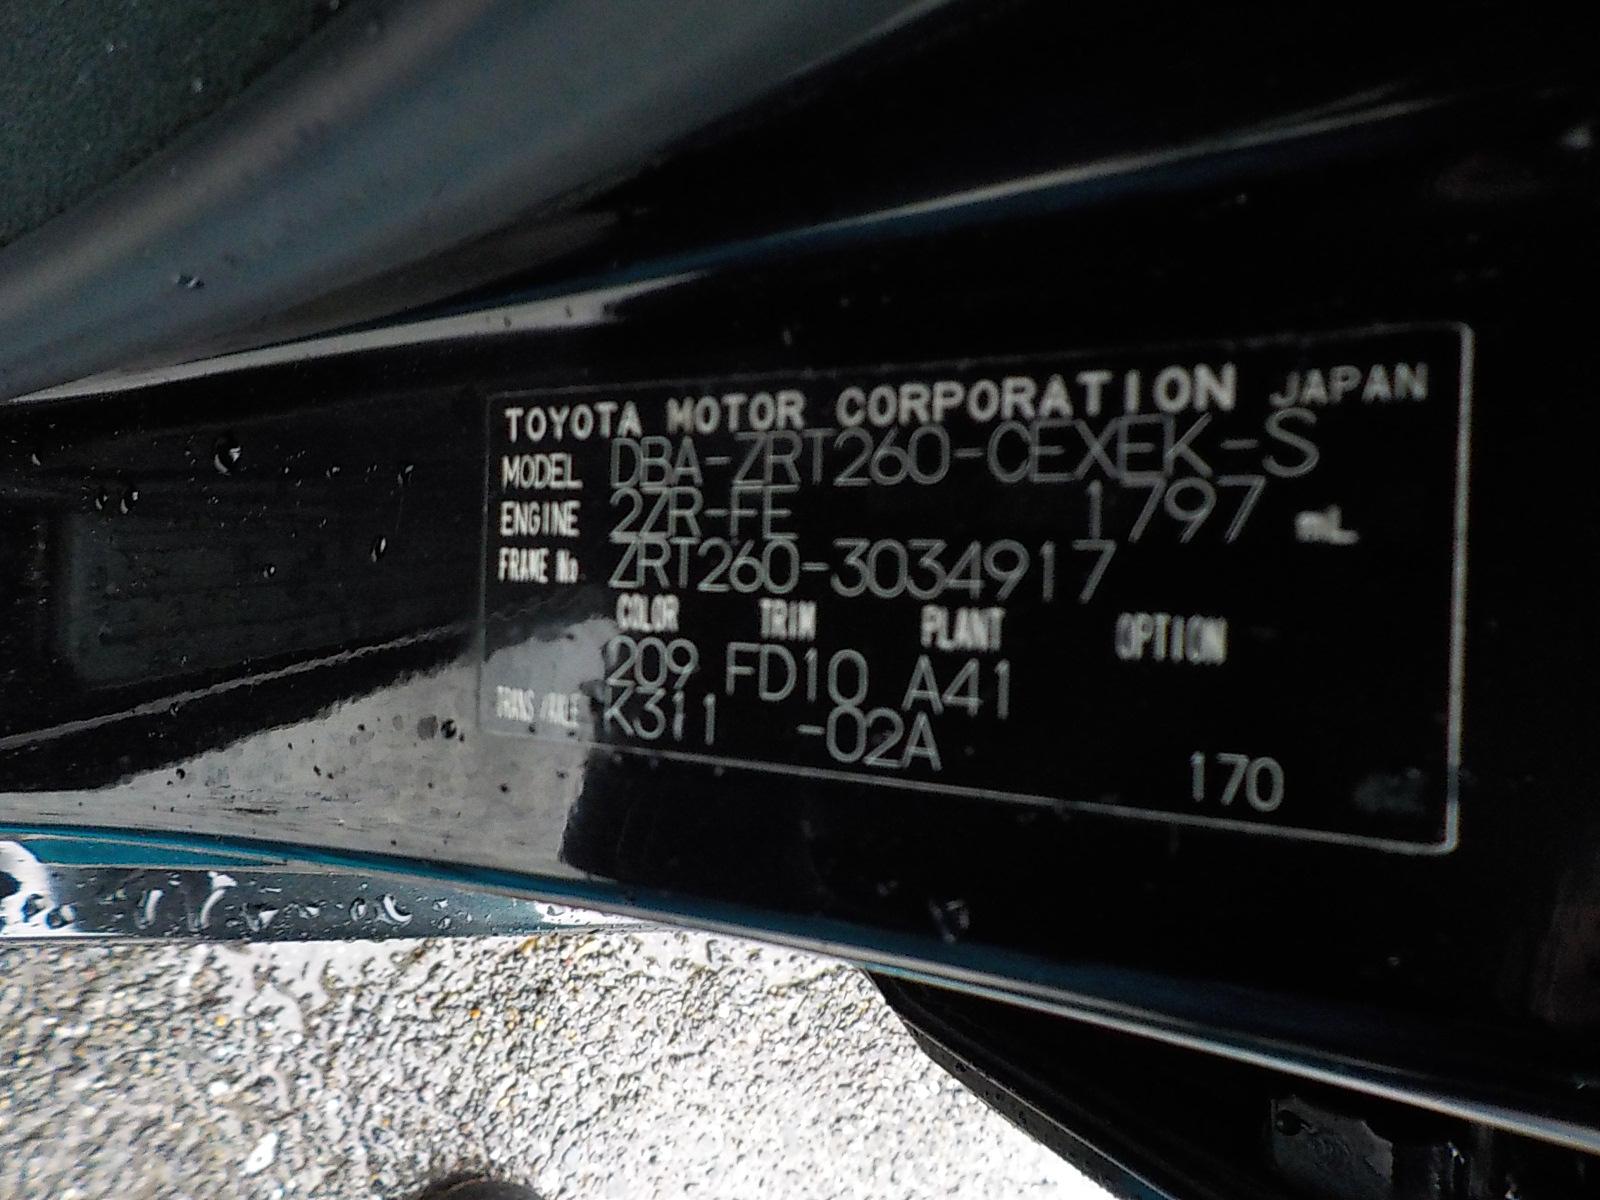 TOYOTA MOTOR CORPORATION JAPAN
MODEL DBA-ZRT260-CEXEK-S
ENGINE 2ZR-FE 1797 mL
FRAME No. ZRT260-3034917
COLOR TRIM PLANT OPTION
209 FD10 A41
TRANS/AXLE K311 -02A
170